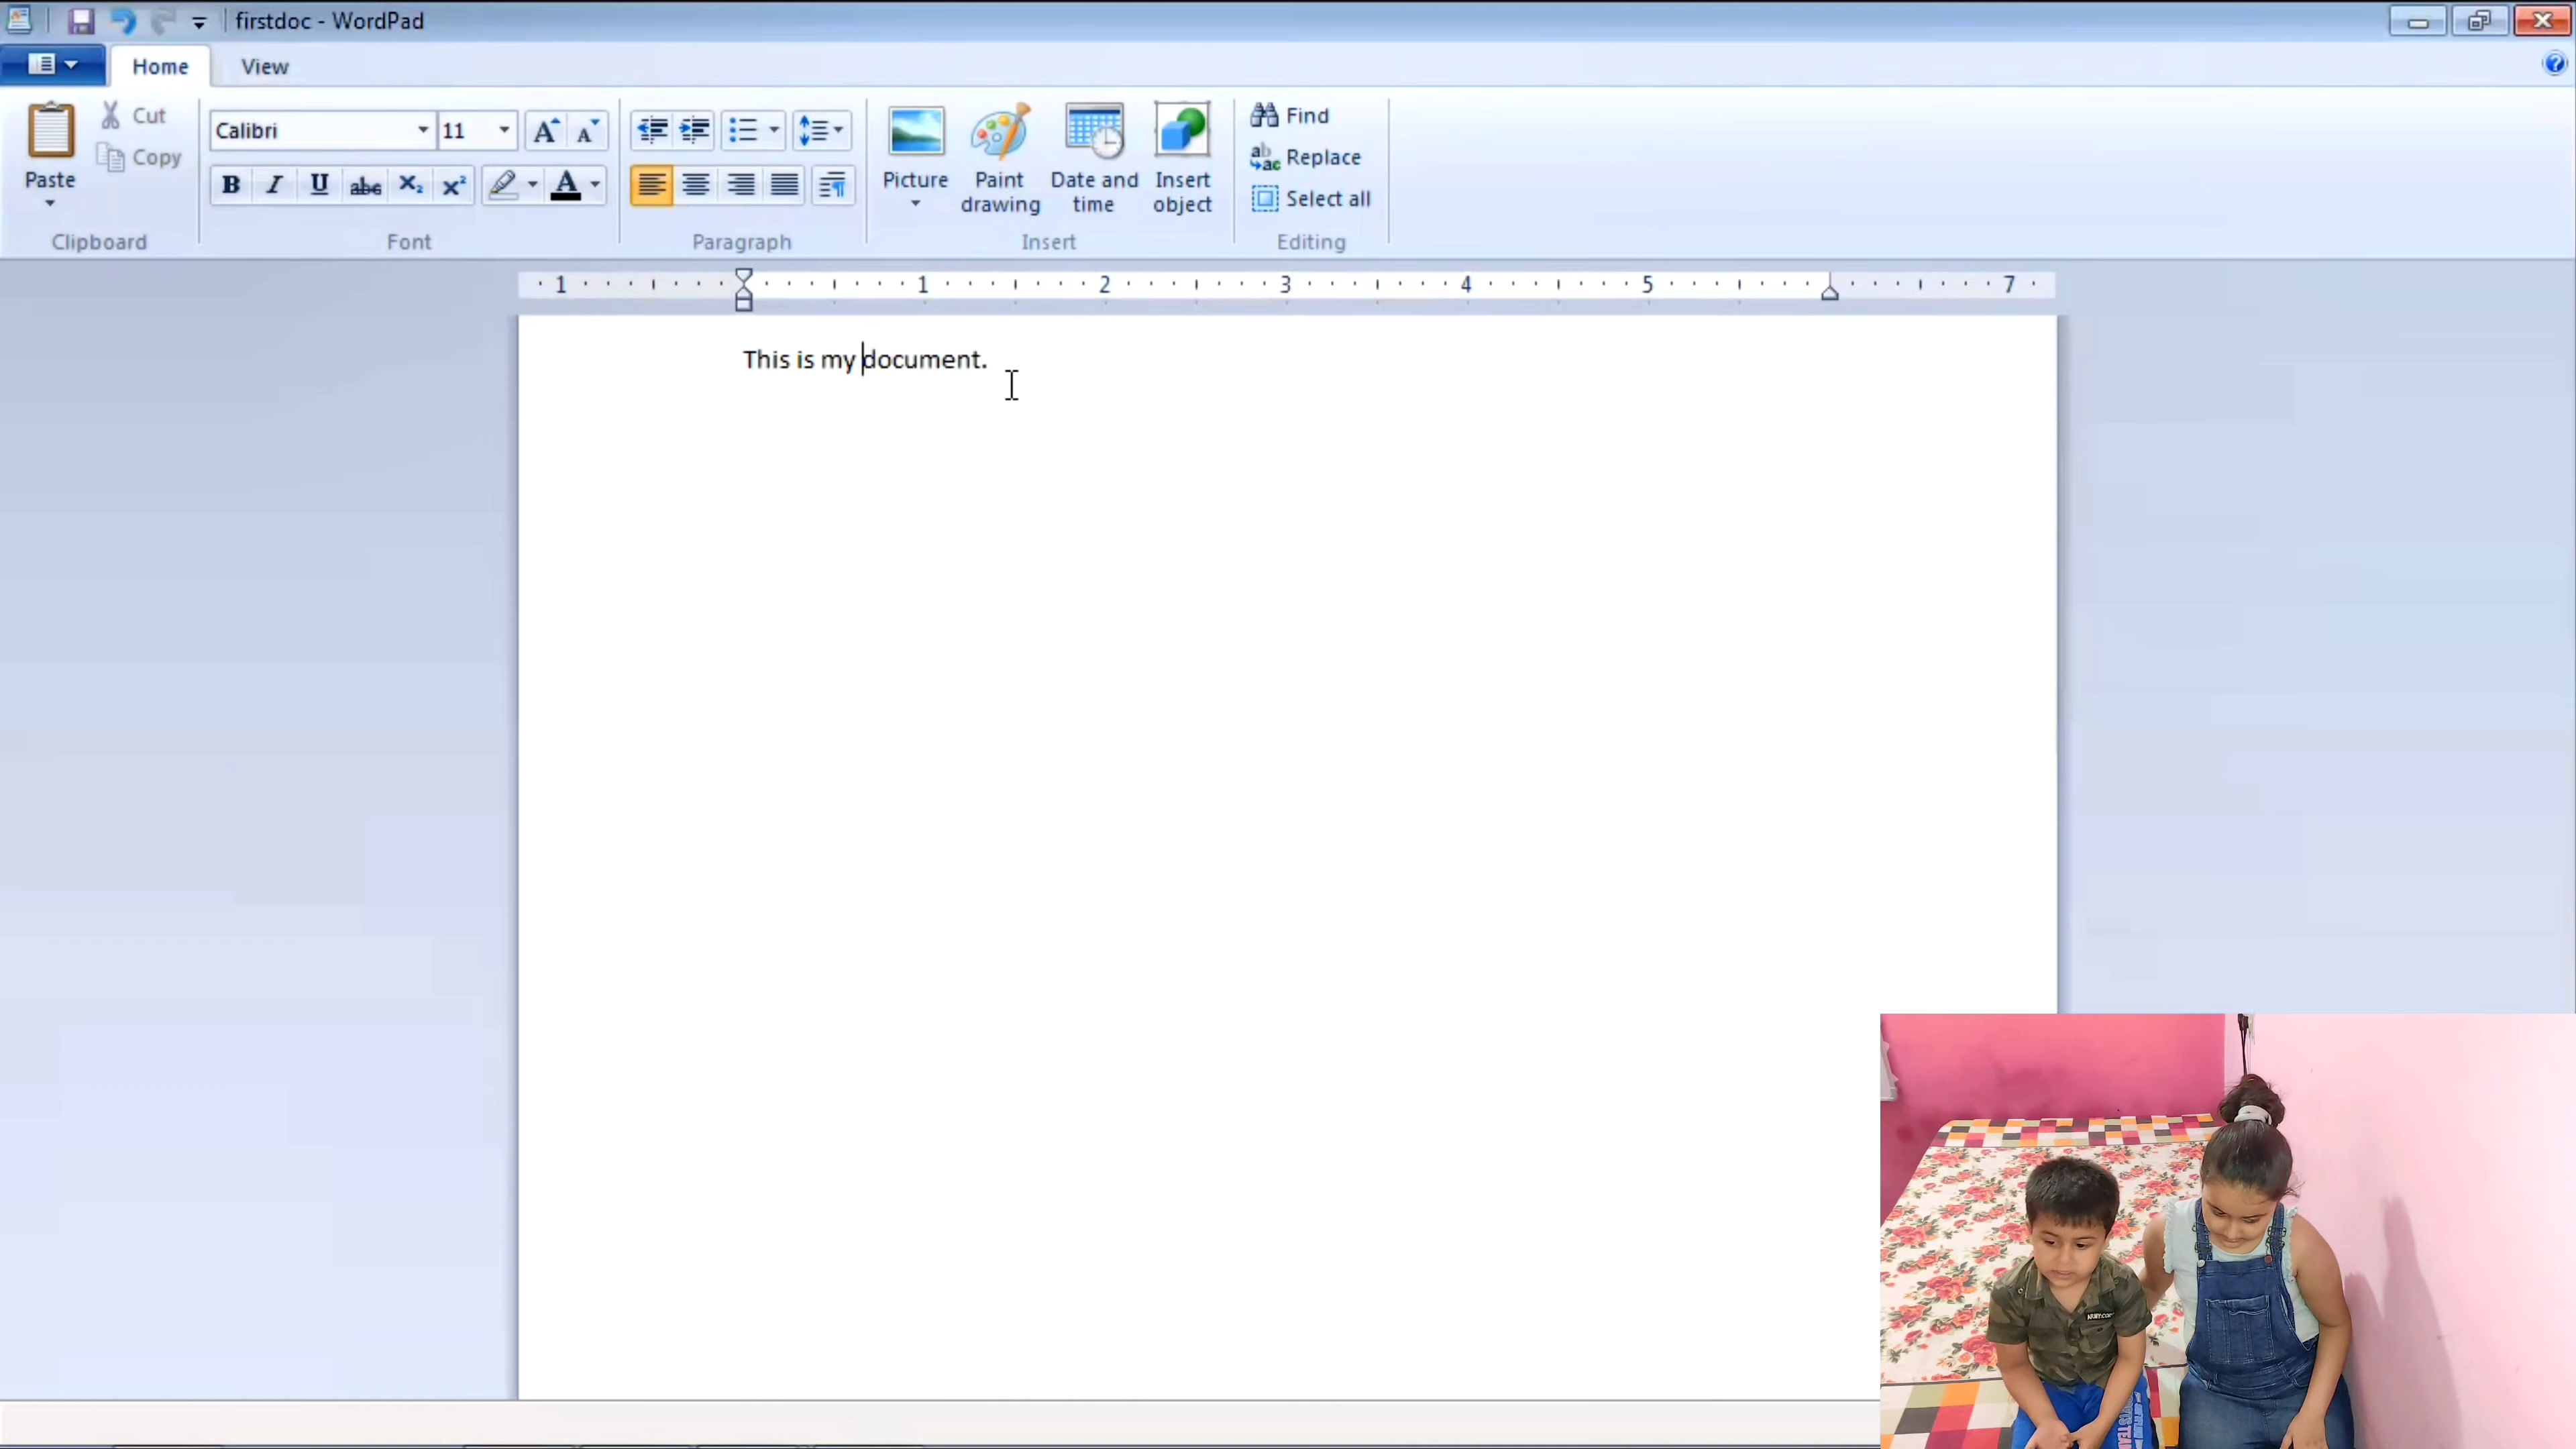 firstdoc - WordPad
Home View
Paste
Cut
Copy
Clipboard
Calibri 11
B I U abc X₂ X²
A
Font
Paragraph
Picture
Paint drawing
Date and time
Insert object
Insert
Find
Replace
Select all
Editing
1 1 2 3 4 5 7
This is my document.